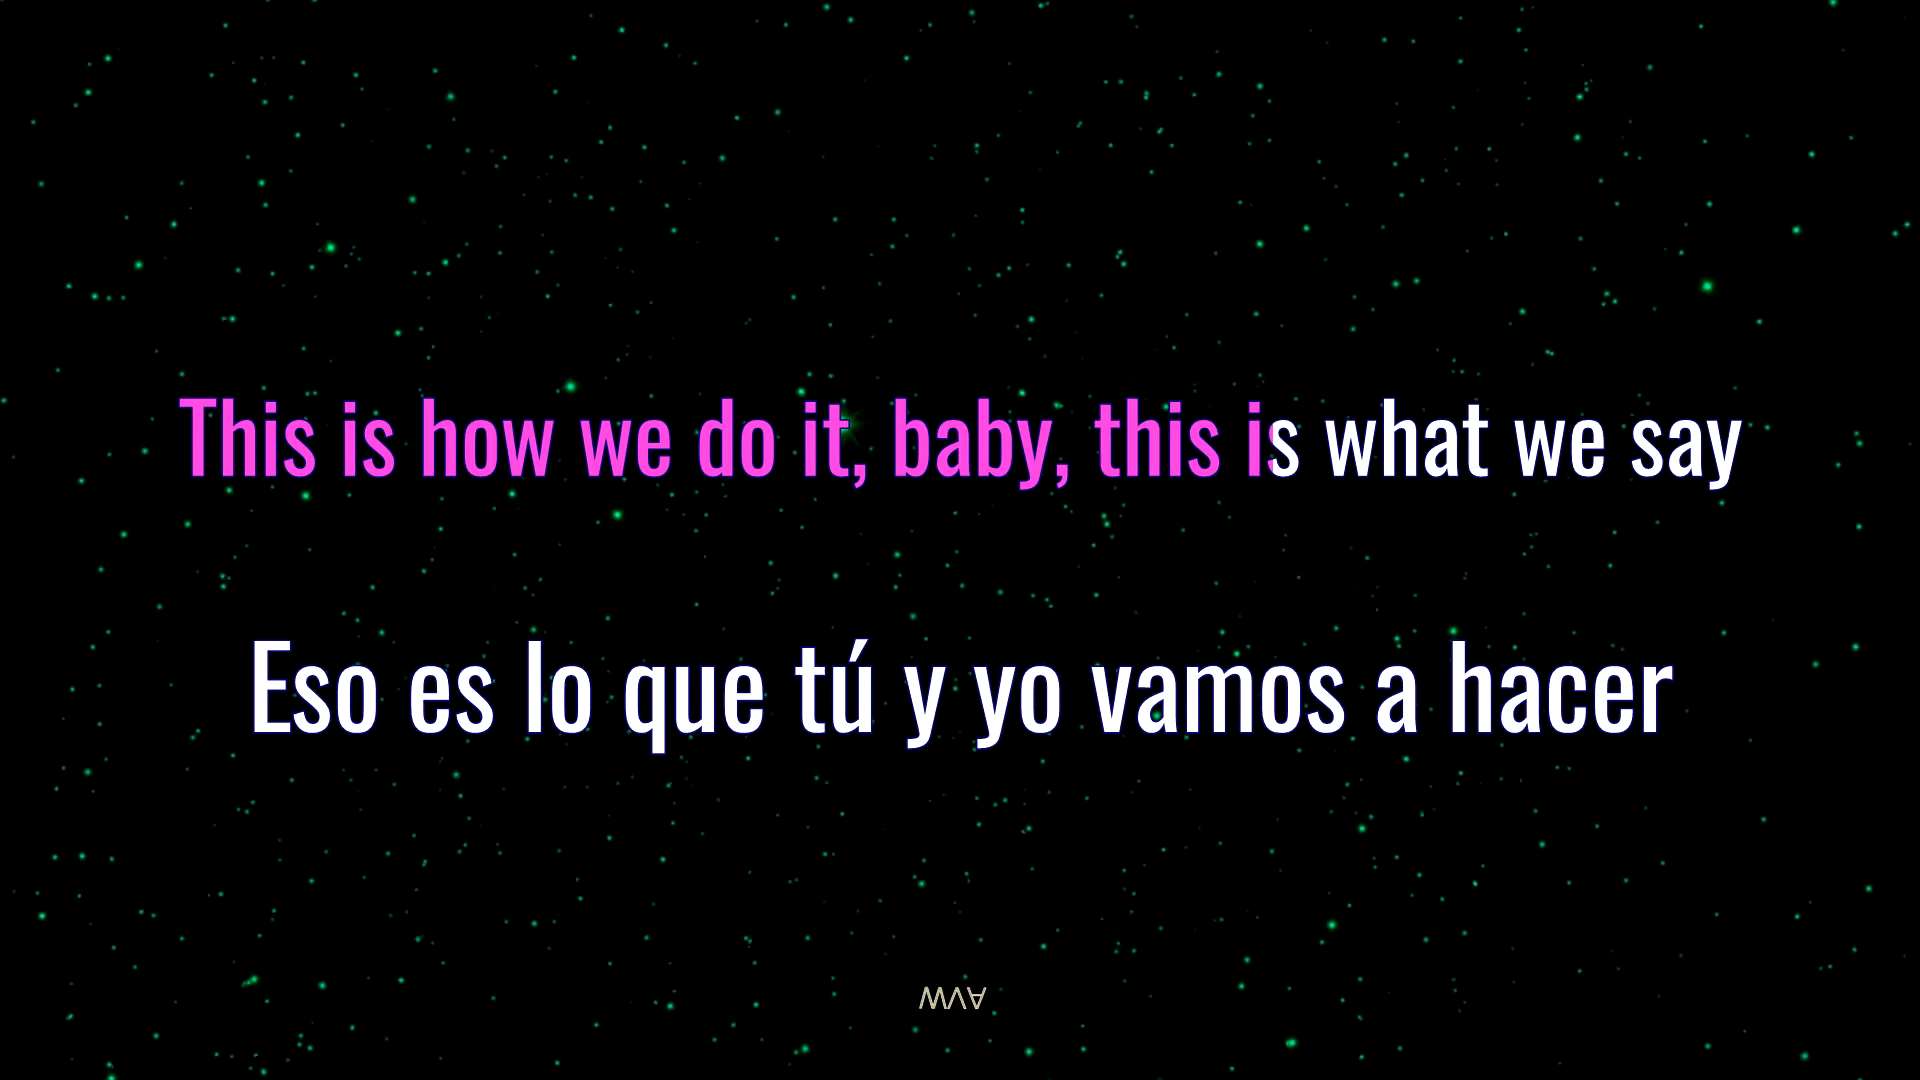 This is how we do it, baby, this is what we say
Eso es lo que tú y yo vamos a hacer